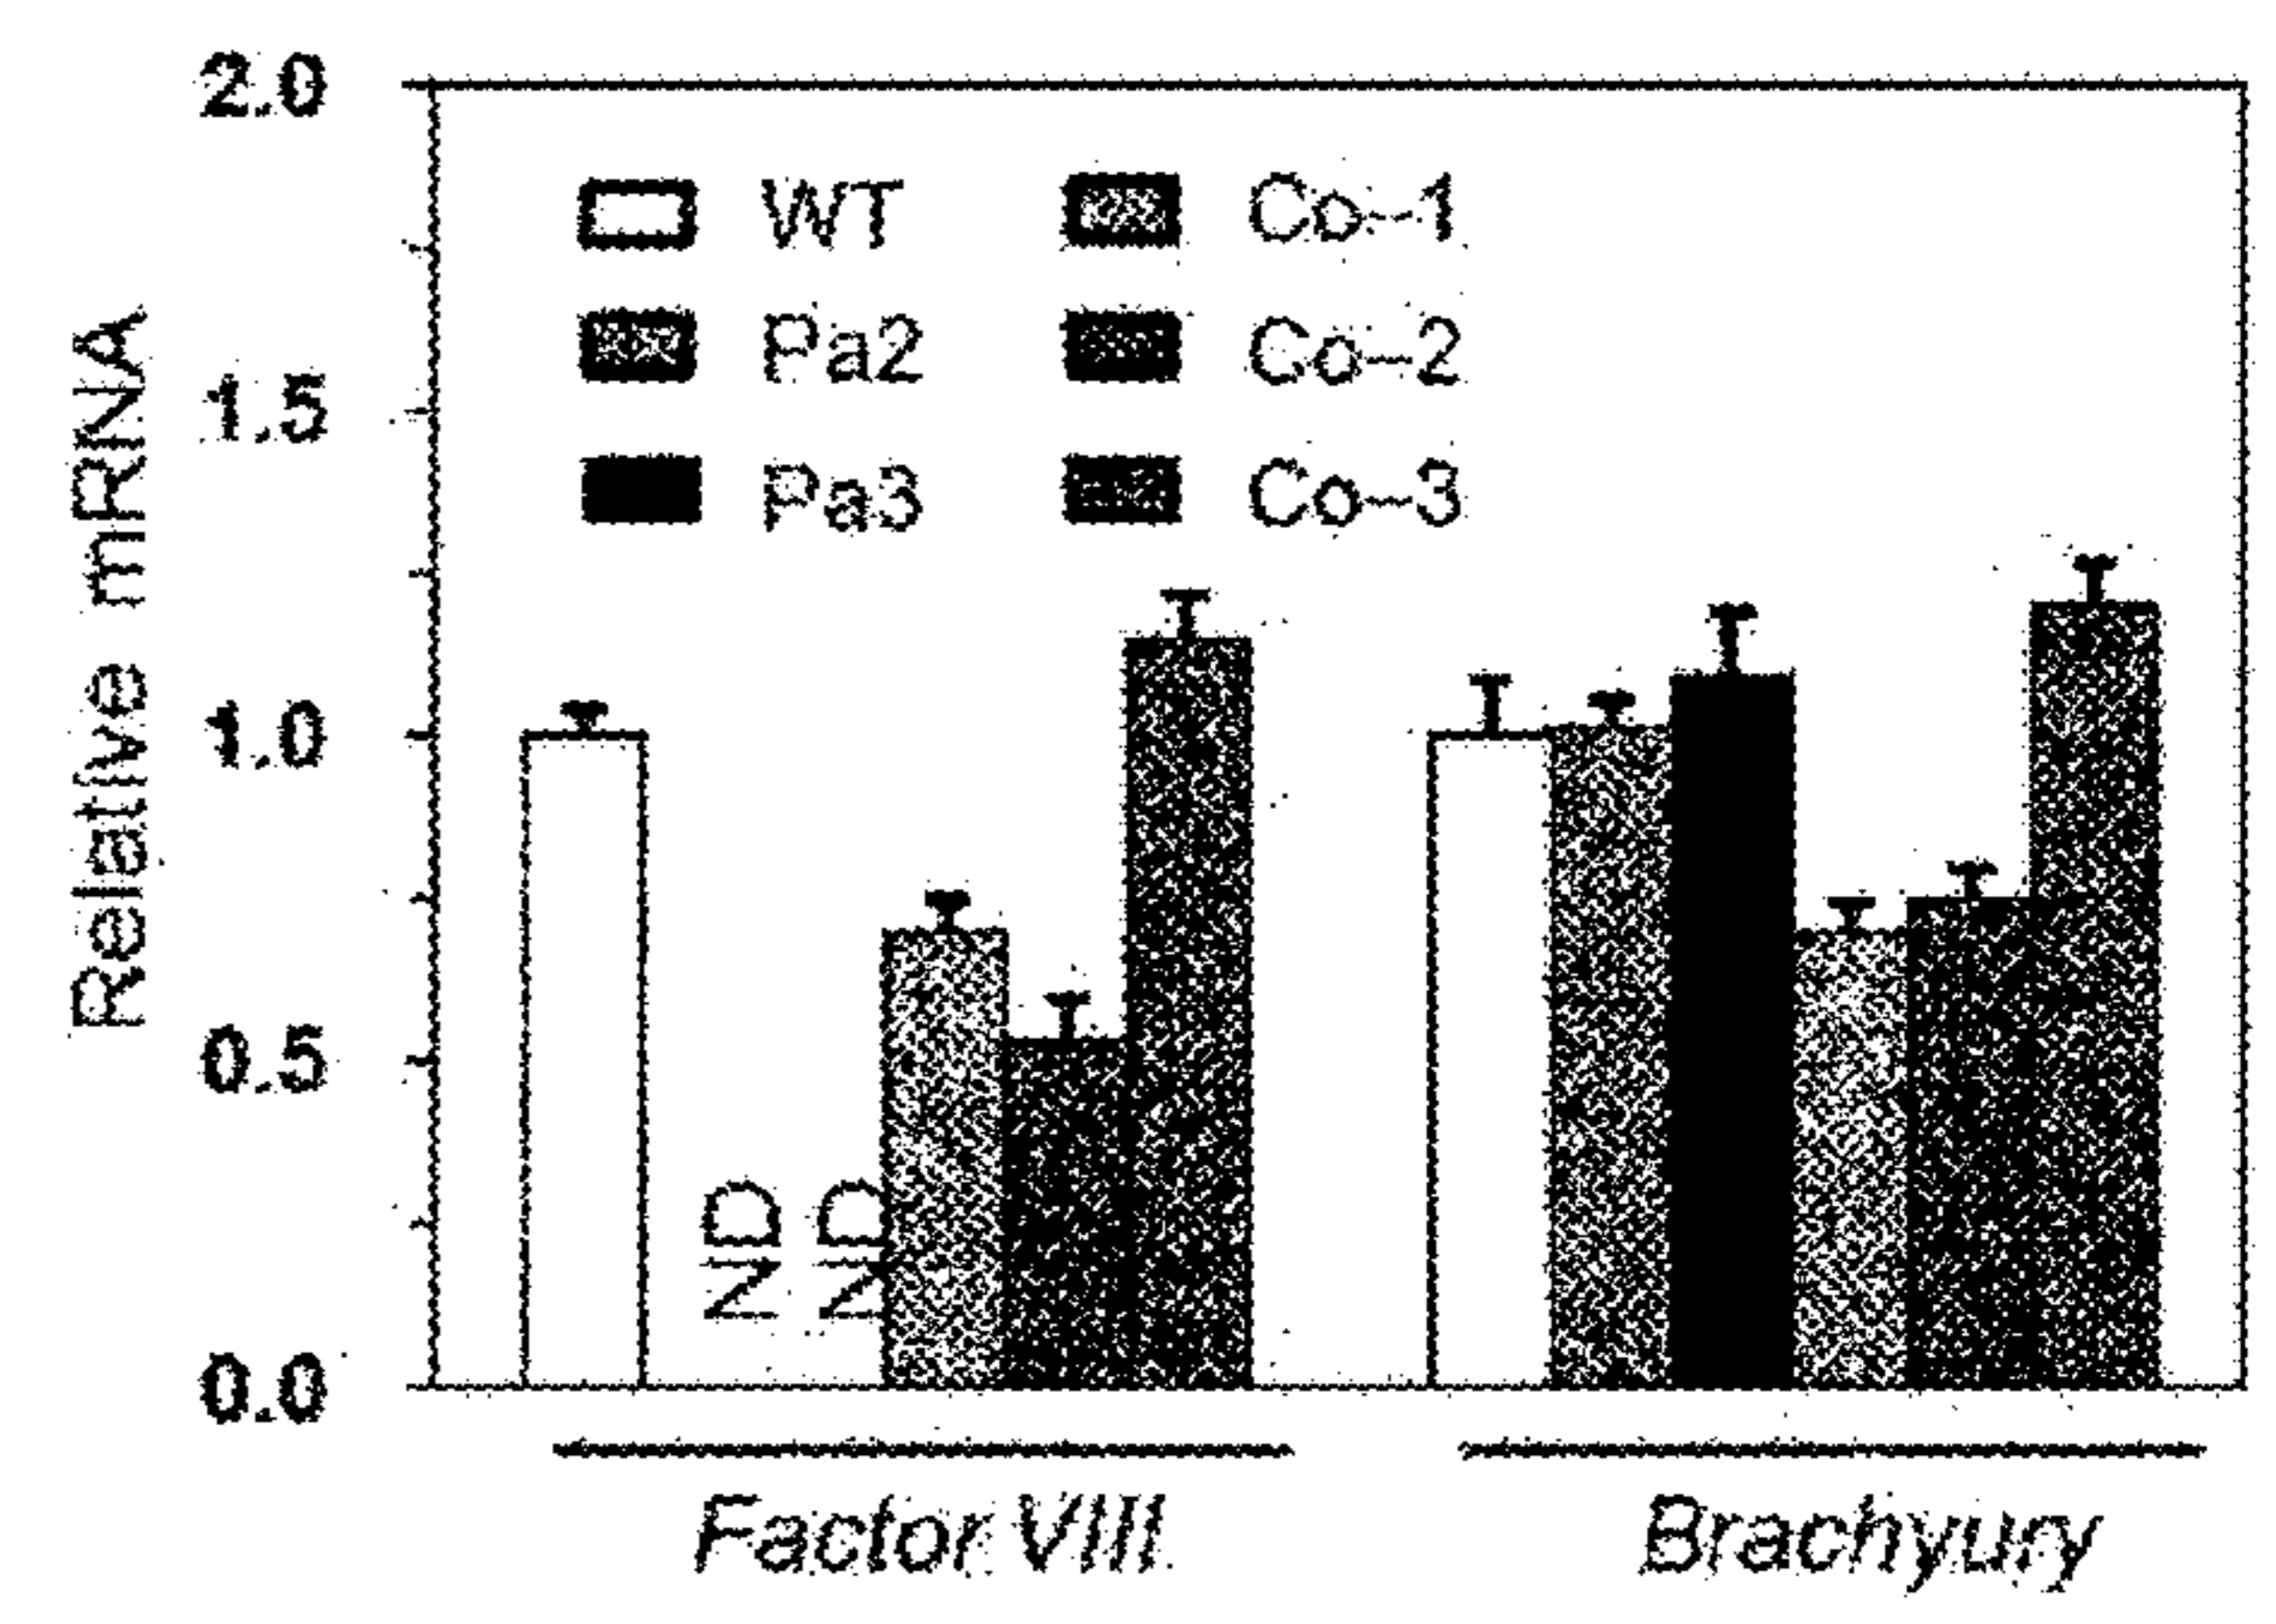 2.0
1.5
1.0
0.5
0.0
Relative mRNA
WT
Pa2
Pa3
Co-1
Co-2
Co-3
ND
ND
Factor VIII
Brachyury